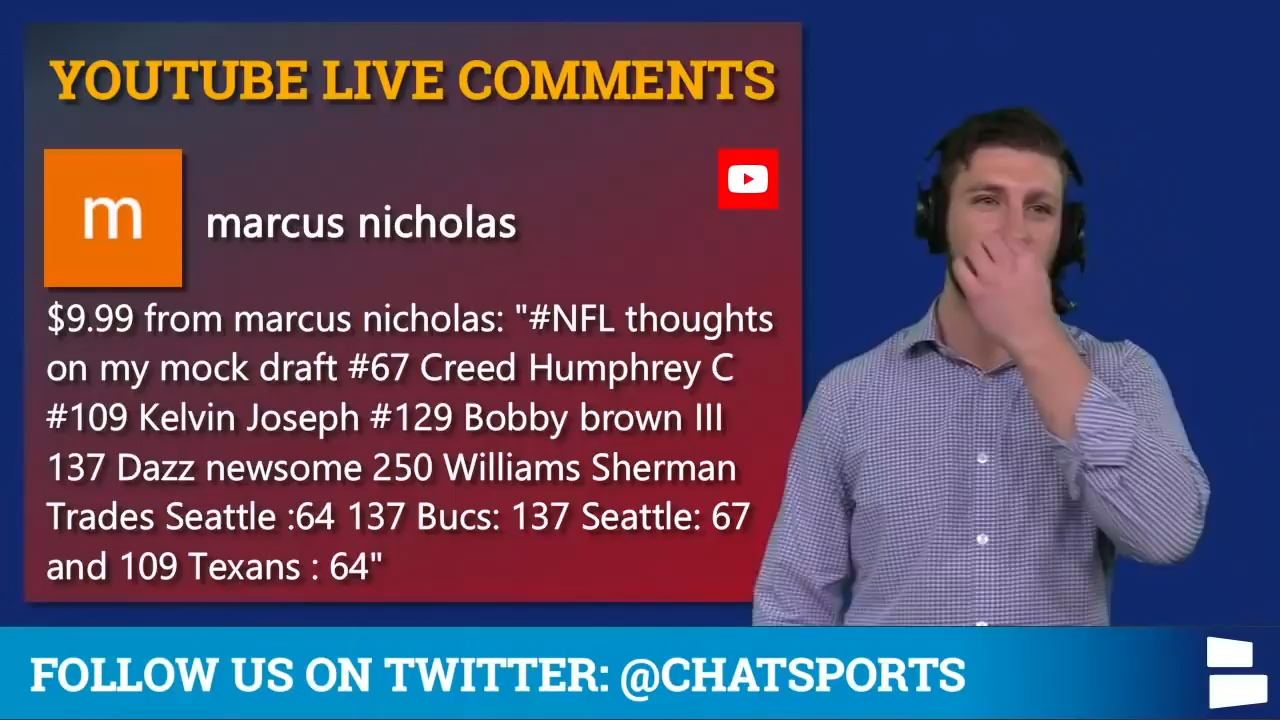 YOUTUBE LIVE COMMENTS
m
marcus nicholas
$9.99 from marcus nicholas: "#NFL thoughts
on my mock draft #67 Creed Humphrey C
#109 Kelvin Joseph #129 Bobby brown III
137 Dazz newsome 250 Williams Sherman
Trades Seattle :64 137 Bucs: 137 Seattle: 67
and 109 Texans : 64"
FOLLOW US ON TWITTER: @CHATSPORTS